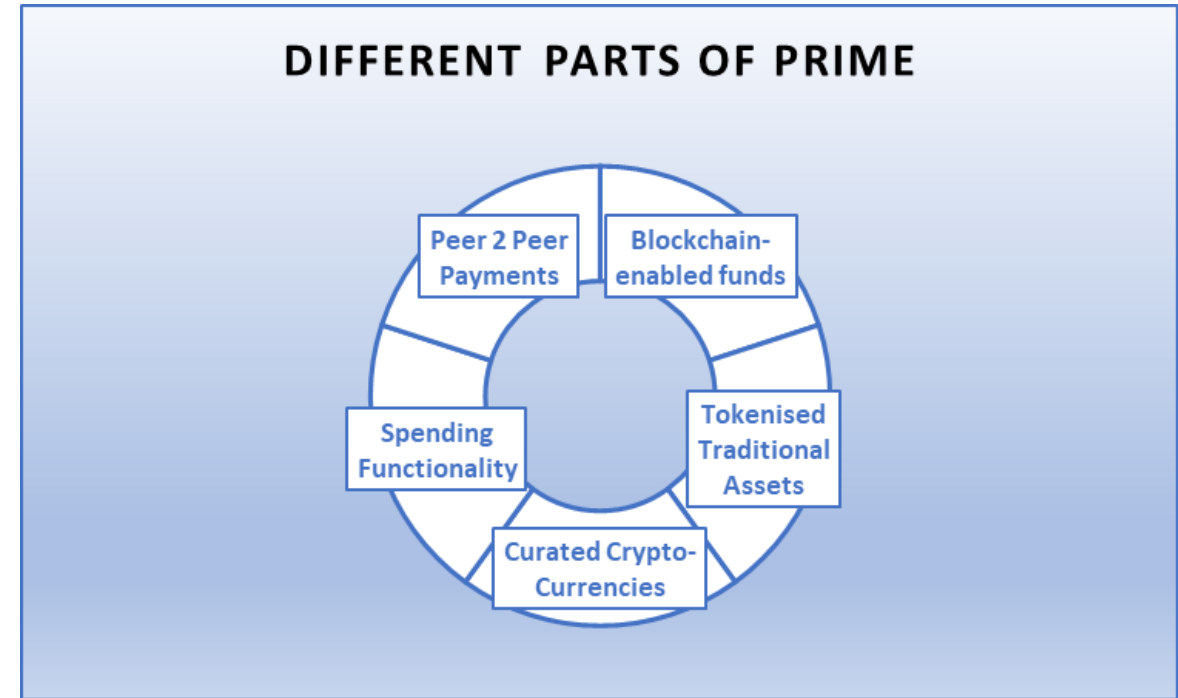 DIFFERENT PARTS OF PRIME
Peer 2 Peer
Payments
Blockchain-
enabled funds
Tokenised
Traditional
Assets
Spending
Functionality
Curated Crypto-
Currencies